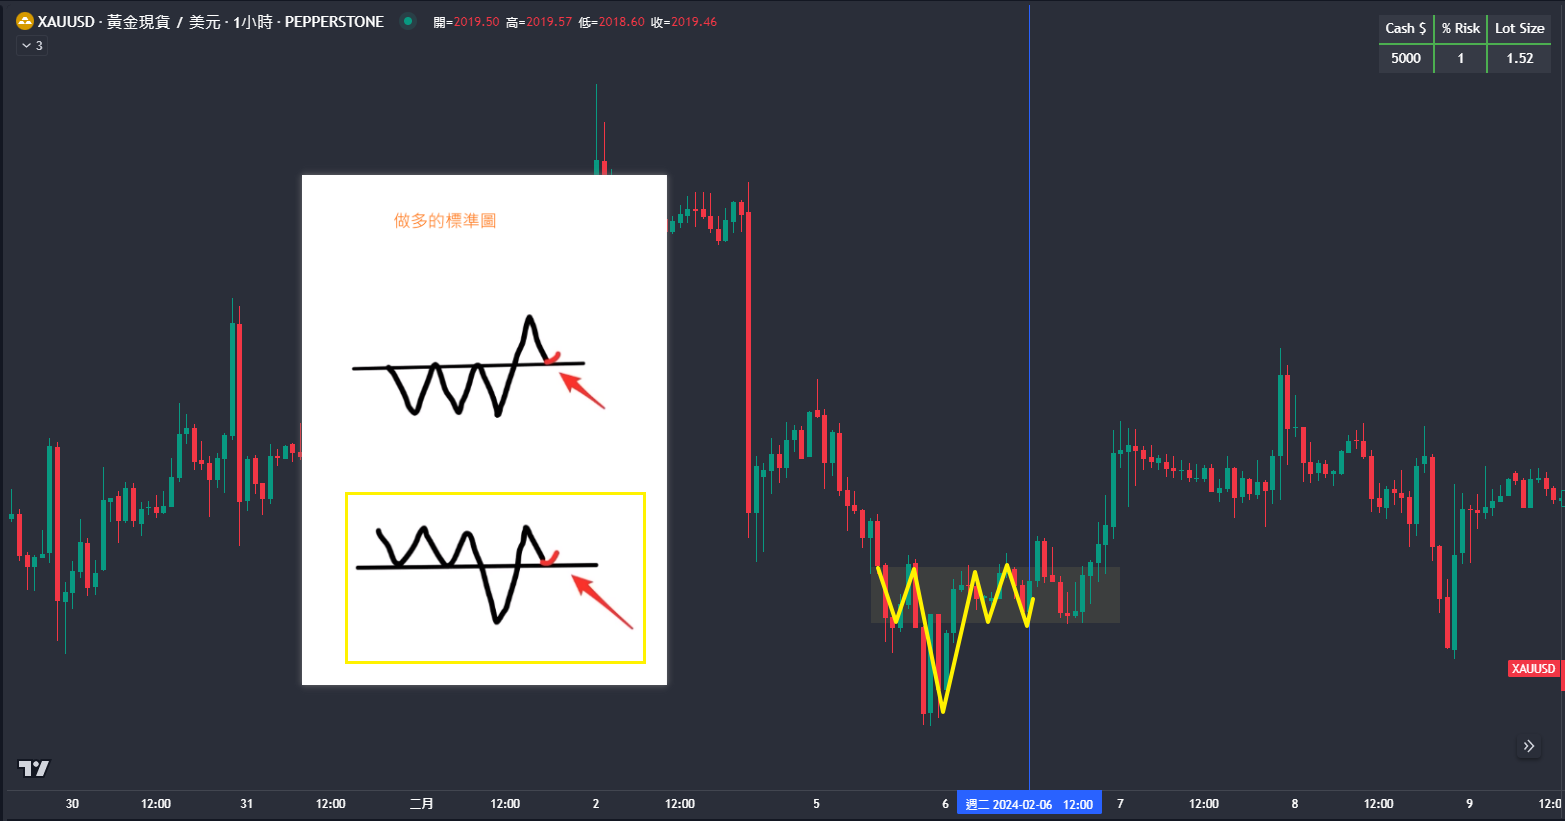 XAUUSD · 黃金現貨 / 美元 · 1小時 · PEPPERSTONE 開=2019.50 高=2019.57 低=2018.60 收=2019.46
3
Cash $ % Risk Lot Size
5000 1 1.52
做多的標準圖
XAUUSD
30 12:00 31 12:00 二月 12:00 2 12:00 5 6 週二 2024-02-06 12:00 7 12:00 8 12:00 9 12:0